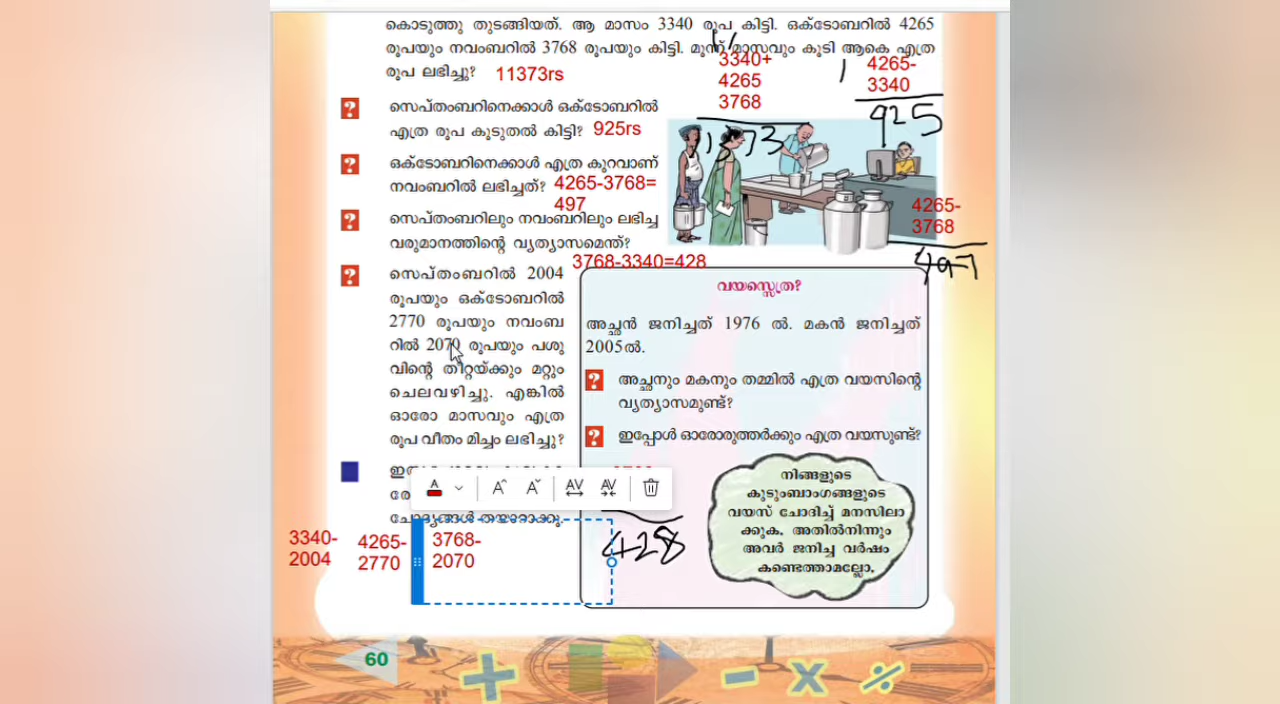 കൊടുത്തു തുടങ്ങിയത്. ആ മാസം 3340 രൂപ കിട്ടി. ഒക്ടോബറിൽ 4265
രൂപയും നവംബറിൽ 3768 രൂപയും കിട്ടി. മൂന്ന് മാസവും കൂടി ആകെ എത്ര
രൂപ ലഭിച്ചു? 11373rs
3340+
4265
3768
4265-
3340
925
സെപ്തംബറിനെക്കാൾ ഒക്ടോബറിൽ
എത്ര രൂപ കൂടുതൽ കിട്ടി? 925rs
ഒക്ടോബറിനെക്കാൾ എത്ര കുറവാണ്
നവംബറിൽ ലഭിച്ചത്? 4265-3768=
497
4265-
3768
497
സെപ്തംബറിലും നവംബറിലും ലഭിച്ച
വരുമാനത്തിന്റെ വ്യത്യാസമെന്ത്?
3768-3340=428
സെപ്തംബറിൽ 2004
രൂപയും ഒക്ടോബറിൽ
2770 രൂപയും നവംബ
റിൽ 2070 രൂപയും പശു
വിന്റെ തീറ്റയ്ക്കും മറ്റും
ചെലവഴിച്ചു. എങ്കിൽ
ഓരോ മാസവും എത്ര
രൂപ വീതം മിച്ചം ലഭിച്ചു?
ചോദ്യങ്ങൾ തയാറാക്കൂ.
3340-
2004
4265-
2770
3768-
2070
വയസ്സെത്ര?
അച്ഛൻ ജനിച്ചത് 1976 ൽ. മകൻ ജനിച്ചത്
2005ൽ.
അച്ഛനും മകനും തമ്മിൽ എത്ര വയസിന്റെ
വ്യത്യാസമുണ്ട്?
ഇപ്പോൾ ഓരോരുത്തർക്കും എത്ര വയസുണ്ട്?
428
നിങ്ങളുടെ
കുടുംബാംഗങ്ങളുടെ
വയസ് ചോദിച്ച് മനസിലാ
ക്കുക. അതിൽനിന്നും
അവർ ജനിച്ച വർഷം
കണ്ടെത്താമല്ലോ.
60